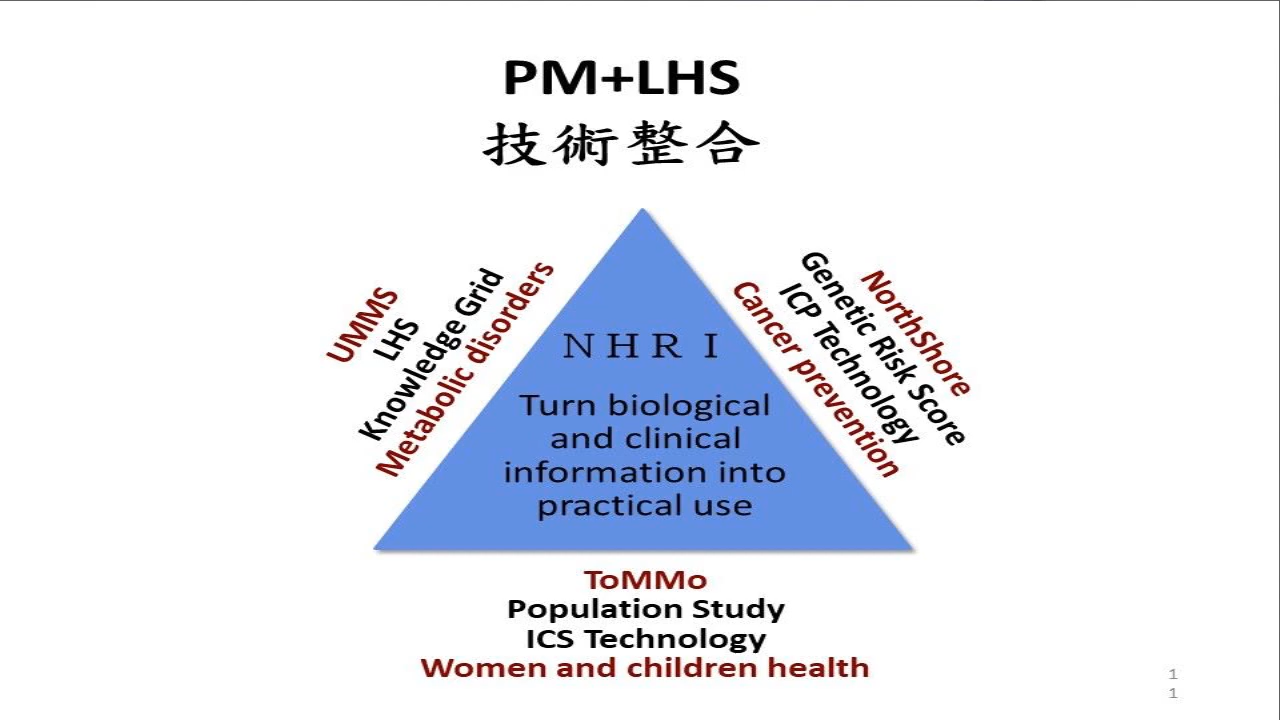 PM+LHS
技術整合
UMMS
LHS
Knowledge Grid
Metabolic disorders
NorthShore
Genetic Risk Score
ICP Technology
Cancer prevention
NHRI
Turn biological
and clinical
information into
practical use
ToMMo
Population Study
ICS Technology
Women and children health
1
1